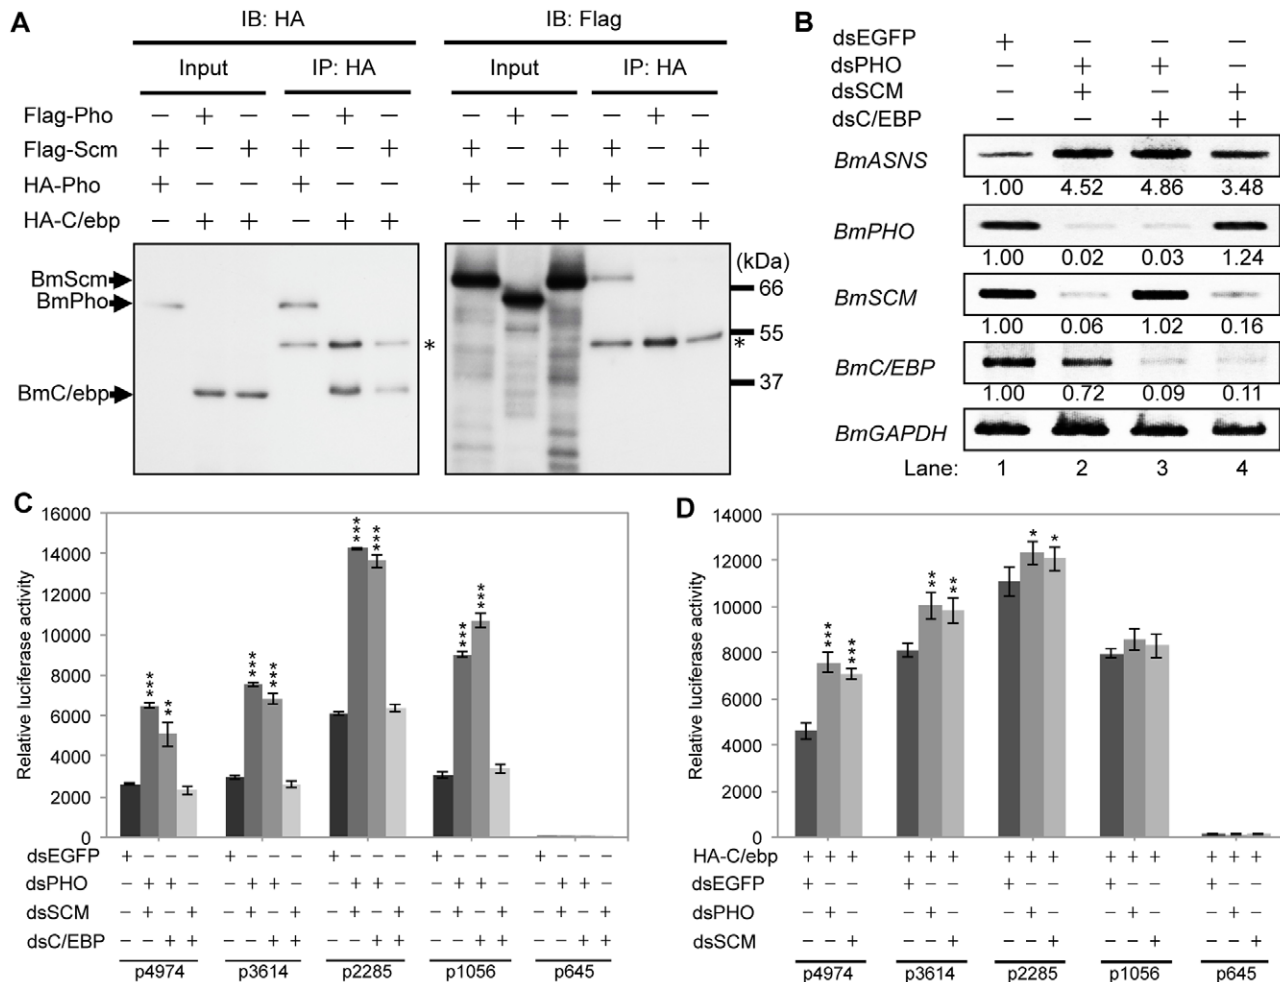 A
IB: HA
IB: Flag
Input
IP: HA
Input
IP: HA
Flag-Pho − + − − + − − + − − + −
Flag-Scm + − + + − + + − + + − +
HA-Pho + − − + − − + − − + − −
HA-C/ebp − + + − + + − + + − + +
BmScm
BmPho
BmC/ebp
*
*
(kDa)
66
55
37
B
dsEGFP + − − −
dsPHO − + + −
dsSCM − + − +
dsC/EBP − − + +
BmASNS
1.00 4.52 4.86 3.48
BmPHO
1.00 0.02 0.03 1.24
BmSCM
1.00 0.06 1.02 0.16
BmC/EBP
1.00 0.72 0.09 0.11
BmGAPDH
Lane: 1 2 3 4
C
Relative luciferase activity
16000
14000
12000
10000
8000
6000
4000
2000
0
*** ** *** *** *** *** *** ***
dsEGFP + − − − + − − − + − − − + − − − + − − −
dsPHO − + + − − + + − − + + − − + + − − + + −
dsSCM − + − + − + − + − + − + − + − + − + − +
dsC/EBP − − + + − − + + − − + + − − + + − − + +
p4974 p3614 p2285 p1056 p645
D
Relative luciferase activity
14000
12000
10000
8000
6000
4000
2000
0
*** *** ** ** * *
HA-C/ebp + + + + + + + + + + + + + + +
dsEGFP + − − + − − + − − + − − + − −
dsPHO − + − − + − − + − − + − − + −
dsSCM − − + − − + − − + − − + − − +
p4974 p3614 p2285 p1056 p645